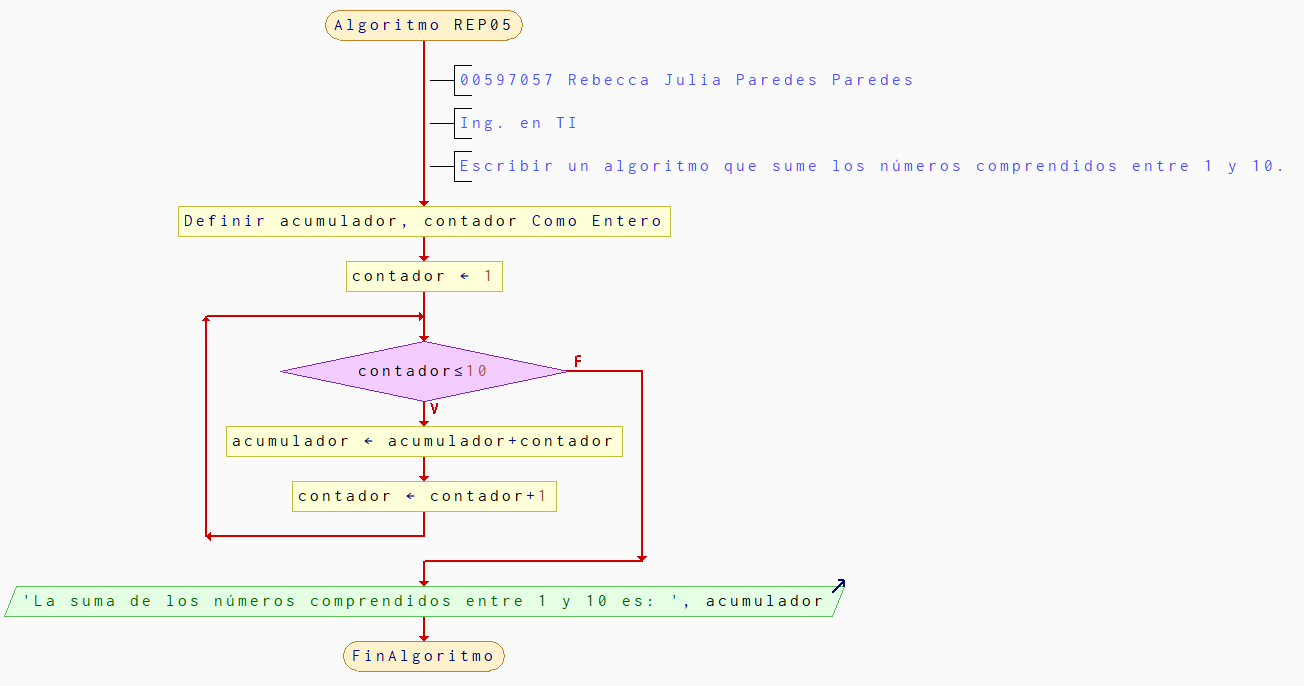 Algoritmo REP05
00597057 Rebecca Julia Paredes Paredes
Ing. en TI
Escribir un algoritmo que sume los números comprendidos entre 1 y 10.
Definir acumulador, contador Como Entero
contador ← 1
contador≤10
F
V
acumulador ← acumulador+contador
contador ← contador+1
'La suma de los números comprendidos entre 1 y 10 es: ', acumulador
FinAlgoritmo